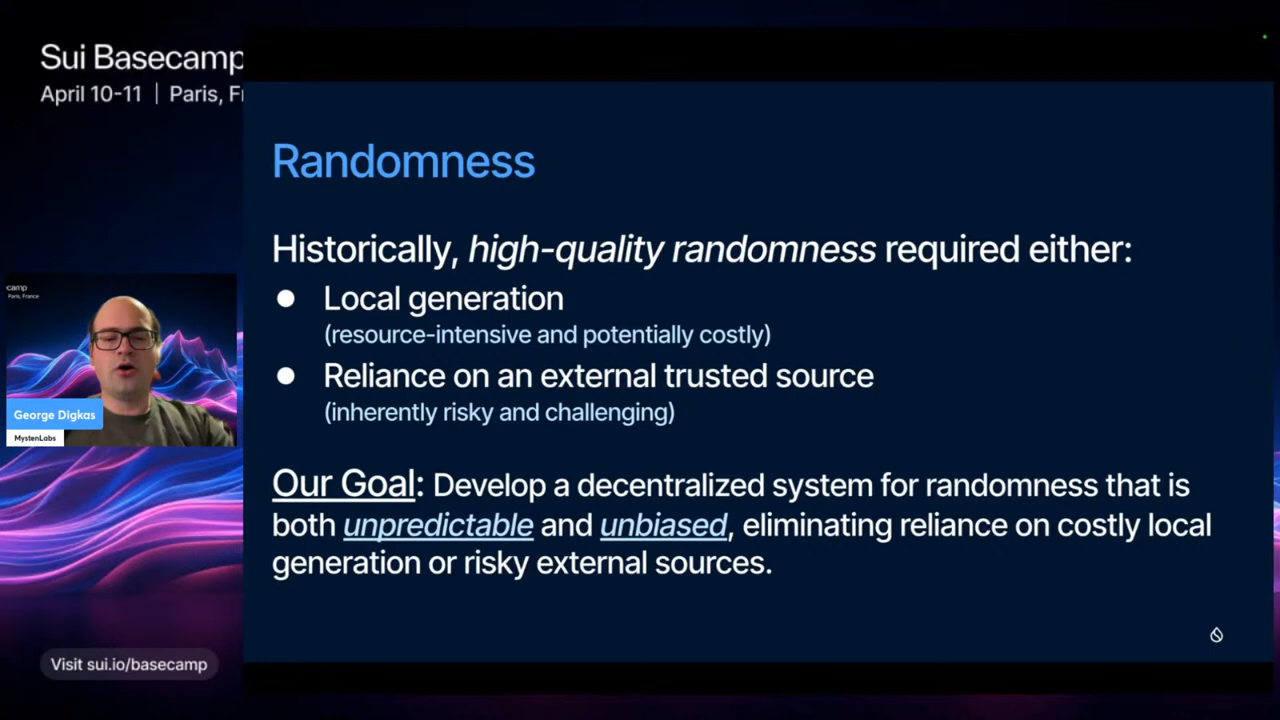 Sui Basecamp
April 10-11 | Paris, Fr
Randomness
Historically, high-quality randomness required either:
● Local generation
(resource-intensive and potentially costly)
● Reliance on an external trusted source
(inherently risky and challenging)
Our Goal: Develop a decentralized system for randomness that is
both unpredictable and unbiased, eliminating reliance on costly local
generation or risky external sources.
camp
Paris, France
George Digkas
MystenLabs
Visit sui.io/basecamp